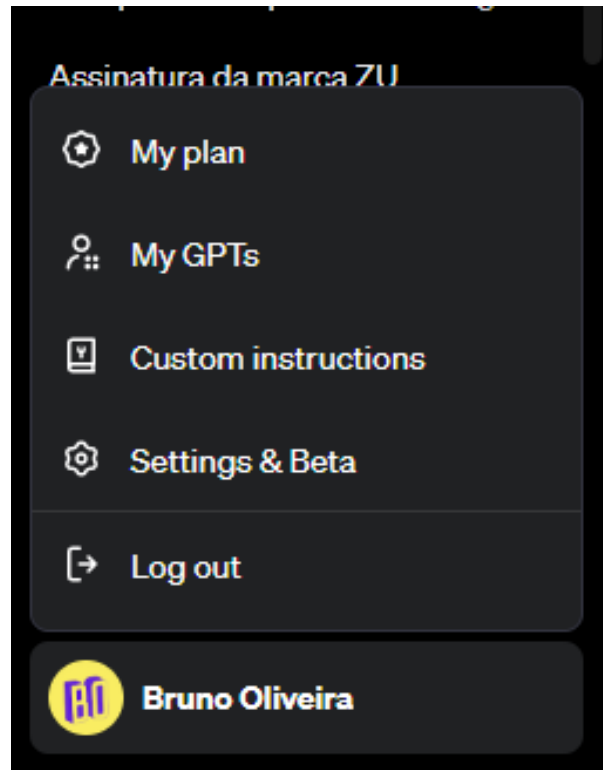 Assinatura da marca ZU
My plan
My GPTs
Custom instructions
Settings & Beta
Log out
Bruno Oliveira